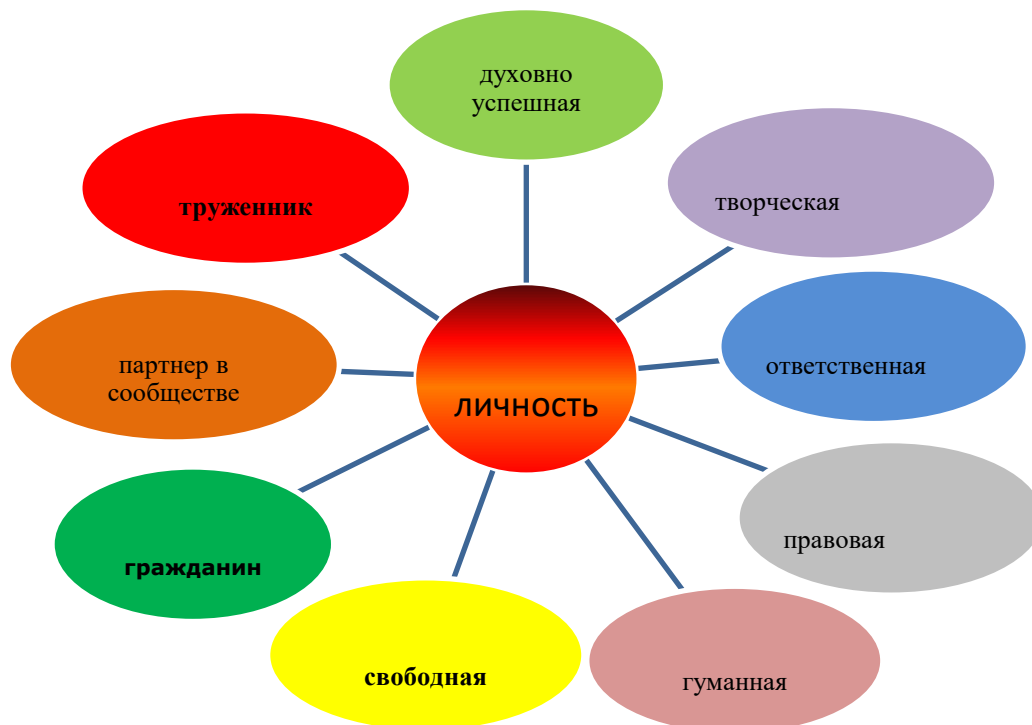 духовно
успешная
творческая
труженник
ответственная
партнер в
сообществе
личность
правовая
гражданин
свободная
гуманная